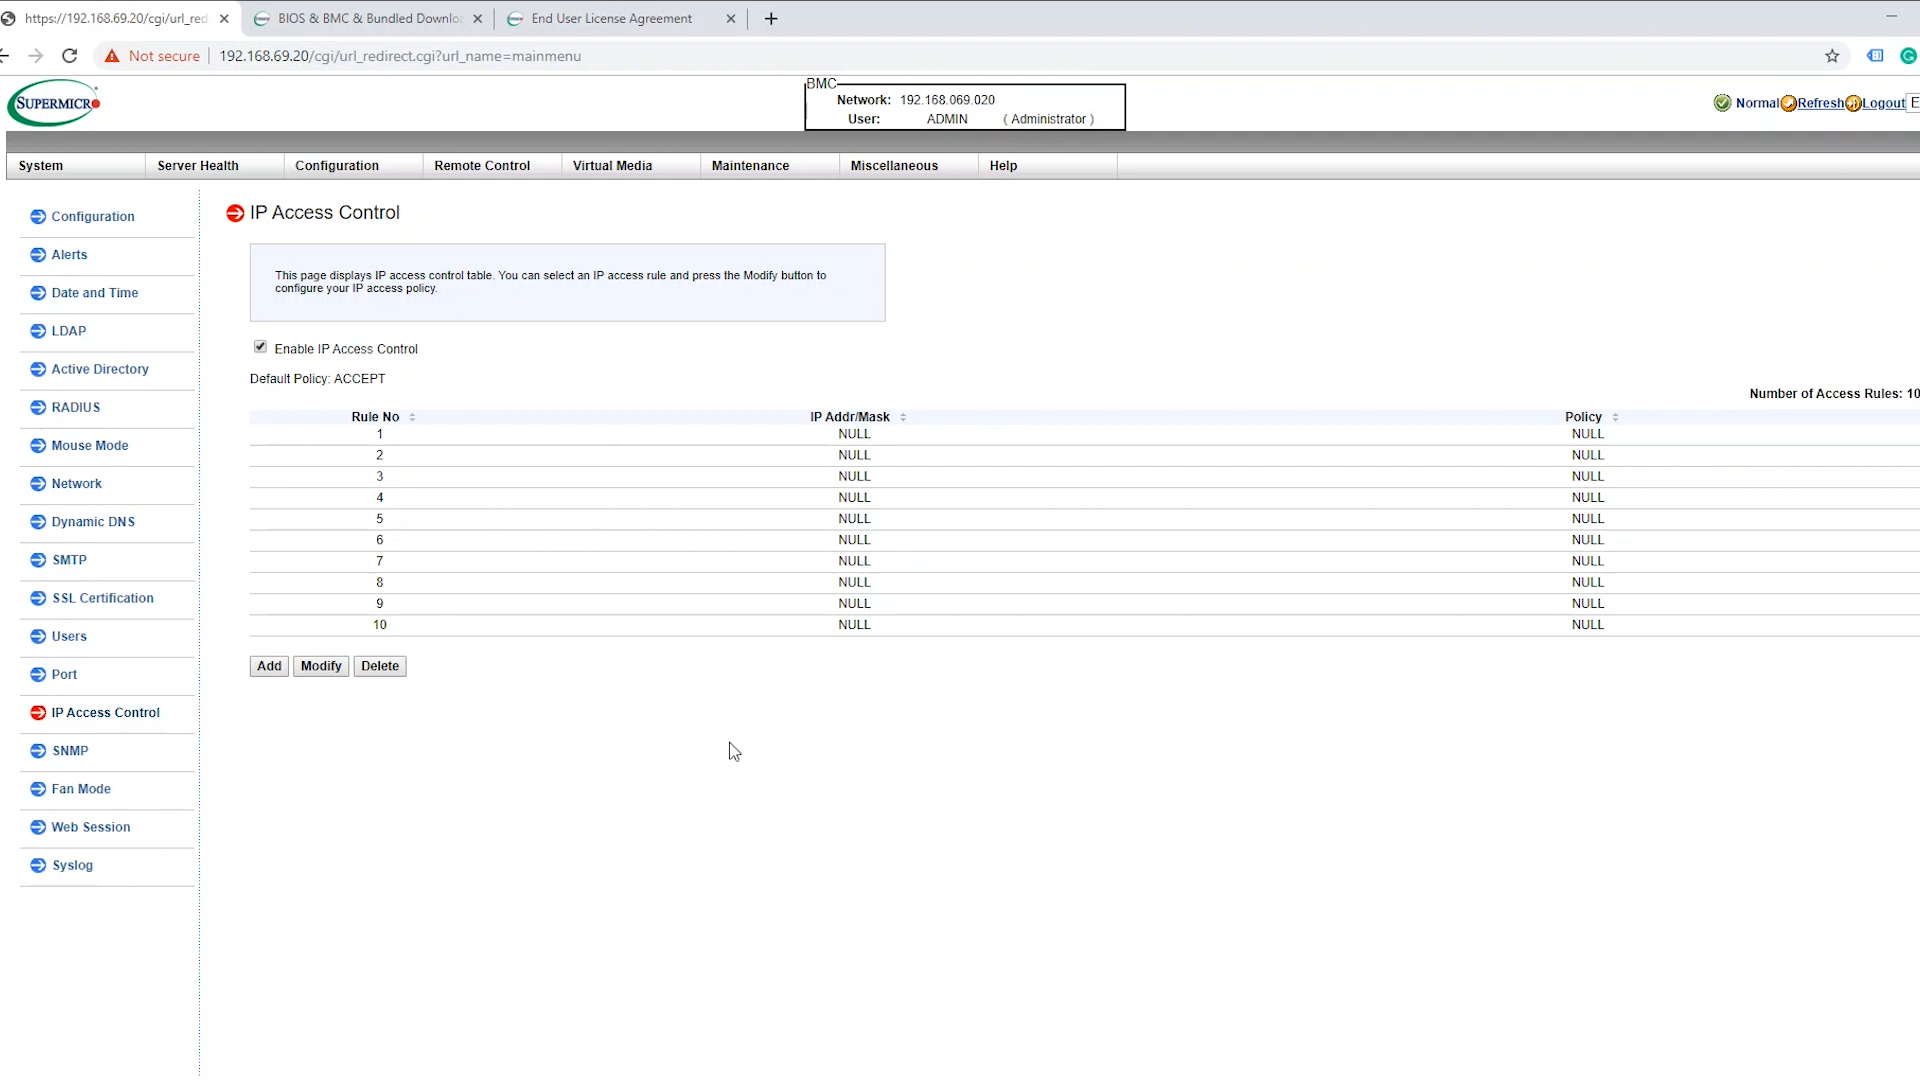 https://192.168.69.20/cgi/url_red
BIOS & BMC & Bundled Downlo
End User License Agreement
Not secure
192.168.69.20/cgi/url_redirect.cgi?url_name=mainmenu
SUPERMICR
BMC
Network: 192.168.069.020
User: ADMIN ( Administrator )
Normal
Refresh
Logout
E
System
Server Health
Configuration
Remote Control
Virtual Media
Maintenance
Miscellaneous
Help
Configuration
Alerts
Date and Time
LDAP
Active Directory
RADIUS
Mouse Mode
Network
Dynamic DNS
SMTP
SSL Certification
Users
Port
IP Access Control
SNMP
Fan Mode
Web Session
Syslog
IP Access Control
This page displays IP access control table. You can select an IP access rule and press the Modify button to
configure your IP access policy.
Enable IP Access Control
Default Policy: ACCEPT
Number of Access Rules: 10
Rule No IP Addr/Mask Policy
1 NULL NULL
2 NULL NULL
3 NULL NULL
4 NULL NULL
5 NULL NULL
6 NULL NULL
7 NULL NULL
8 NULL NULL
9 NULL NULL
10 NULL NULL
Add
Modify
Delete